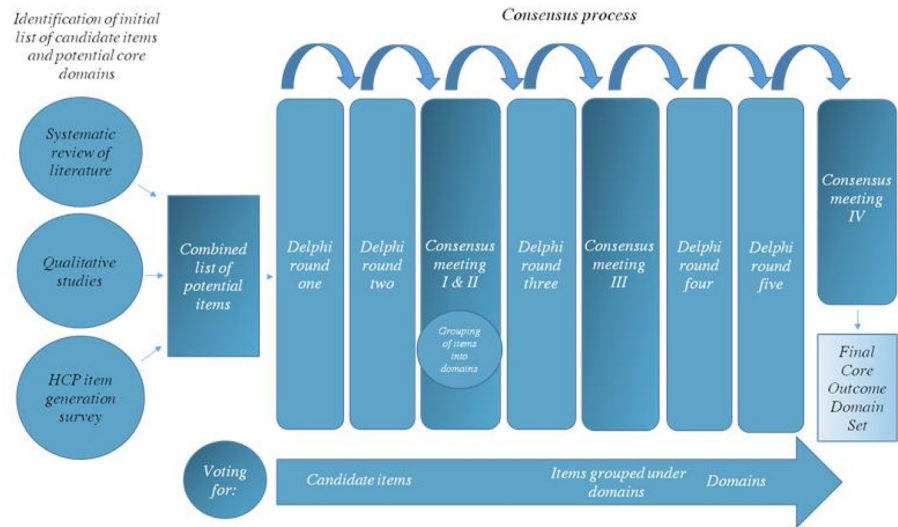 Identification of initial
list of candidate items
and potential core
domains
Consensus process
Systematic
review of
literature
Qualitative
studies
HCP item
generation
survey
Combined
list of
potential
items
Delphi
round
one
Delphi
round
two
Consensus
meeting
I & II
Grouping
of items
into
domains
Delphi
round
three
Consensus
meeting
III
Delphi
round
four
Delphi
round
five
Consensus
meeting
IV
Final
Core
Outcome
Domain
Set
Voting
for:
Candidate items
Items grouped under
domains
Domains